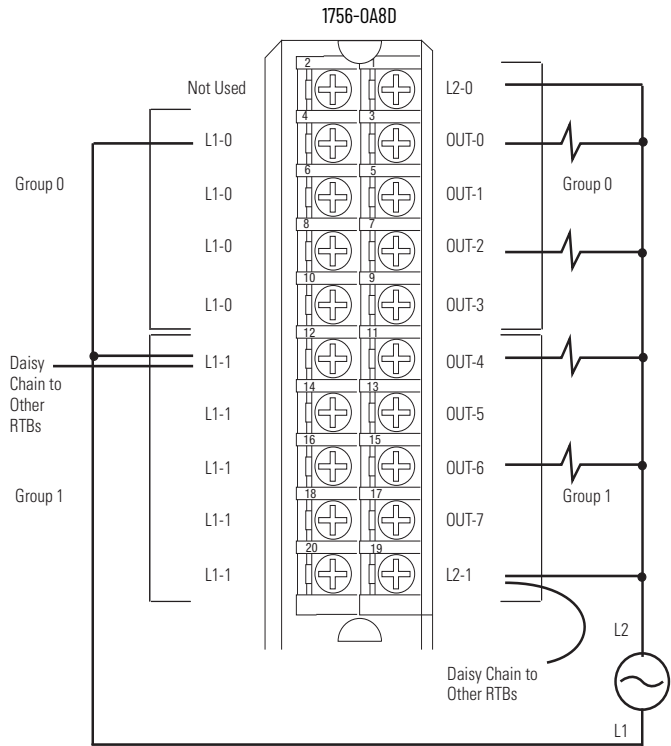 1756-OA8D
2 1
Not Used L2-0
4 3
L1-0 OUT-0
6 5
Group 0 L1-0 OUT-1 Group 0
8 7
L1-0 OUT-2
10 9
L1-0 OUT-3
12 11
L1-1 OUT-4
Daisy
Chain to
Other
RTBs
14 13
L1-1 OUT-5
16 15
L1-1 OUT-6
Group 1 Group 1
18 17
L1-1 OUT-7
20 19
L1-1 L2-1
L2
Daisy Chain to
Other RTBs
L1